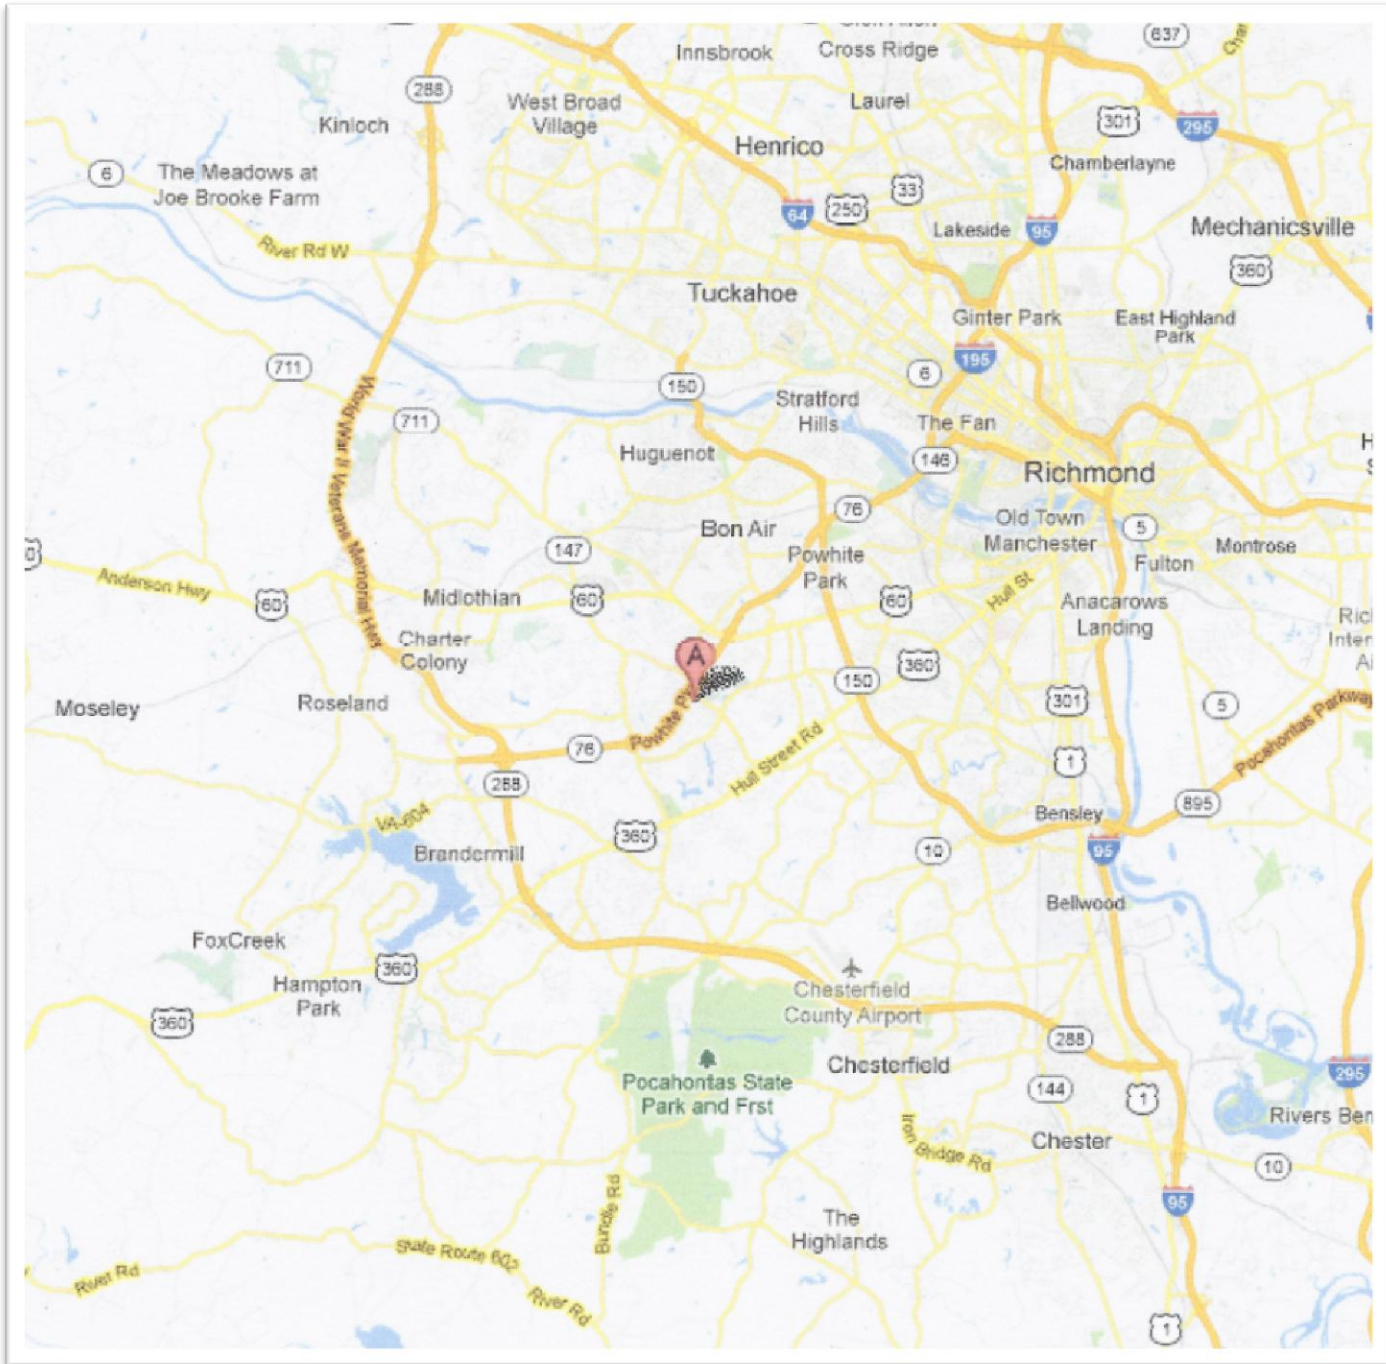 Innsbrook
Cross Ridge
637
288
West Broad
Village
Laurel
301
295
Kinloch
Henrico
Chamberlayne
6
The Meadows at
Joe Brooke Farm
33
64
250
Lakeside
95
Mechanicsville
River Rd W
360
Tuckahoe
Ginter Park
East Highland
Park
195
711
150
6
Stratford
Hills
711
The Fan
Huguenot
146
Richmond
76
Bon Air
Old Town
Manchester
5
147
Powhite
Park
Montrose
Fulton
Anderson Hwy
60
Midlothian
60
60
Hull St
Anacarows
Landing
World War II Veterans Memorial Hwy
Charter
Colony
A
360
150
Roseland
301
5
Moseley
Powhite
76
Hull Street Rd
1
Pocahontas Parkway
288
895
VA-604
360
Bensley
Brandermill
10
95
Bellwood
FoxCreek
360
Hampton
Park
Chesterfield
County Airport
360
288
Chesterfield
295
Pocahontas State
Park and Frst
144
1
Rivers Ben
Iron Bridge Rd
Chester
10
95
Bundle Rd
The
Highlands
State Route 602
River Rd
River Rd
1